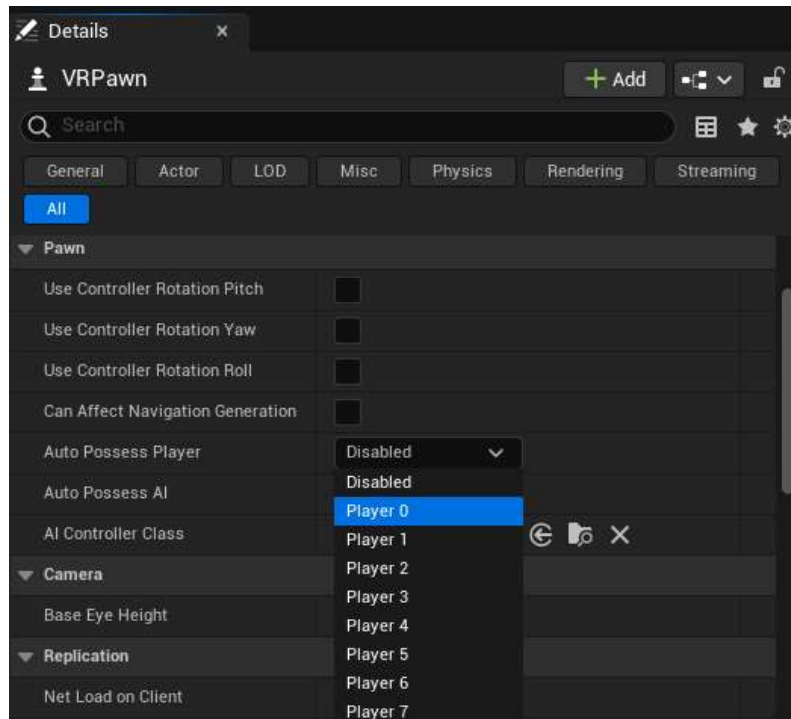 Details
VRPawn
Add
Search
General Actor LOD Misc Physics Rendering Streaming
All
Pawn
Use Controller Rotation Pitch
Use Controller Rotation Yaw
Use Controller Rotation Roll
Can Affect Navigation Generation
Auto Possess Player Disabled
Disabled
Auto Possess AI
Player 0
AI Controller Class Player 1
Camera Player 2
Player 3
Base Eye Height Player 4
Replication Player 5
Player 6
Net Load on Client
Player 7